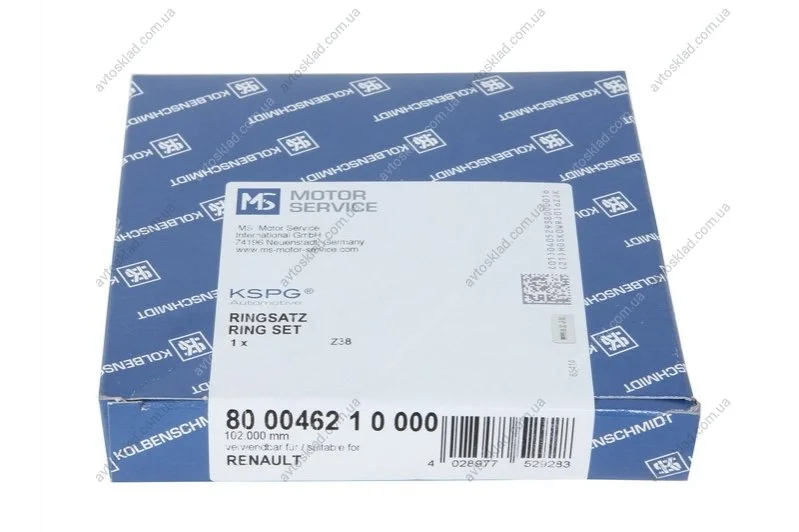 KOLBENSCHMIDT
MS MOTOR
SERVICE
MS Motor Service
International GmbH
74196 Neuenstadt, Germany
www.ms-motor-service.com
KSPG®
Automotive
RINGSATZ
RING SET
1 x Z38
80 00462 1 0 000
102.000 mm
verwendbar für / suitable for
RENAULT
4 028977 529283
avtosklad.com.ua